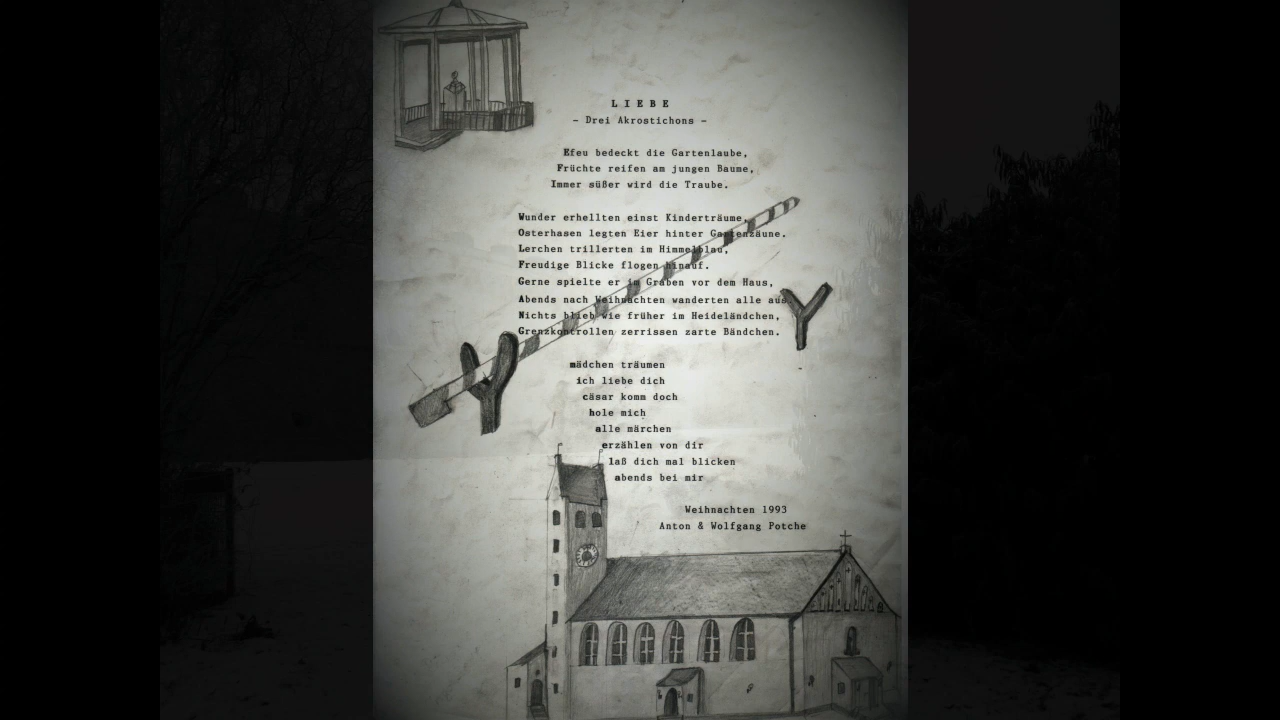 L I E B E
- Drei Akrostichons -
Efeu bedeckt die Gartenlaube,
Früchte reifen am jungen Baume,
Immer süßer wird die Traube.
Wunder erhellten einst Kinderträume,
Osterhasen legten Eier hinter Gartenzäune.
Lerchen trillerten im Himmelblau,
Freudige Blicke flogen hinauf.
Gerne spielte er im Graben vor dem Haus,
Abends nach Weihnachten wanderten alle aus.
Nichts blieb wie früher im Heideländchen,
Grenzkontrollen zerrissen zarte Bändchen.
mädchen träumen
ich liebe dich
cäsar komm doch
hole mich
alle märchen
erzählen von dir
laß dich mal blicken
abends bei mir
Weihnachten 1993
Anton & Wolfgang Potche